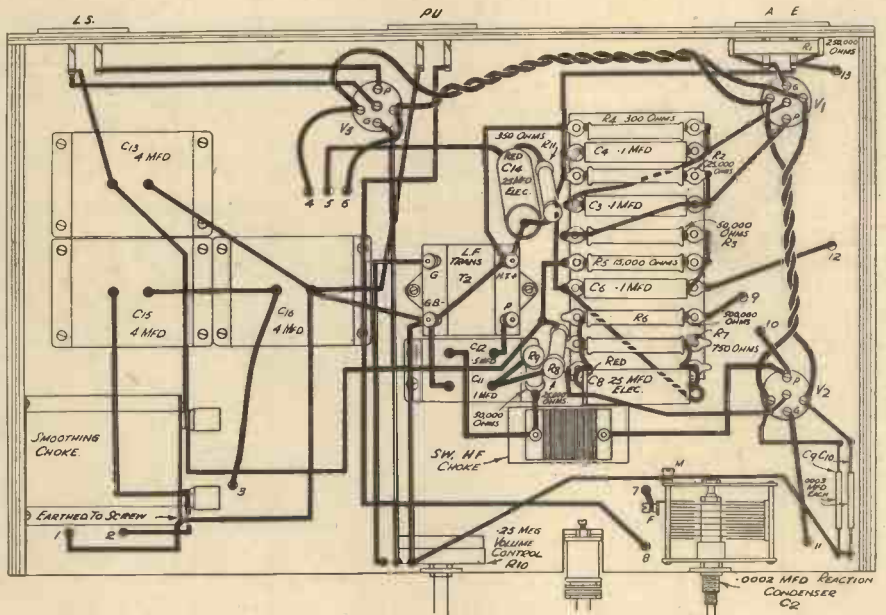 L.S.
PU
A E
R1
250,000
OHMS
13
G
P
V1
P
G
V3
C13
4 MFD
4 5 6
350 OHMS
R11
RED
C14
25 MFD
ELEC.
R4 300 OHMS
C4 .1 MFD
R2
25,000
OHMS
C3 .1 MFD
50,000
OHMS
R3
L.F.
TRANS
T2
G
H.T.+
GB-
P
R5 15,000 OHMS
C6 .1 MFD
12
9
R6
500,000
OHMS
10
R7
750 OHMS
C15
4 MFD
C16
4 MFD
C12
.5 MFD
C11
1 MFD
R9
R8
RED
C8 25 MFD
ELEC.
P
V2
G
50,000
OHMS
SMOOTHING
CHOKE.
SW. HF
CHOKE
3
M
7
F
C9 C10
.0003
MFD
EACH
EARTHED TO SCREW
1
2
8
11
.25 MEG
VOLUME
CONTROL
R10
.0002 MFD REACTION
CONDENSER
C2